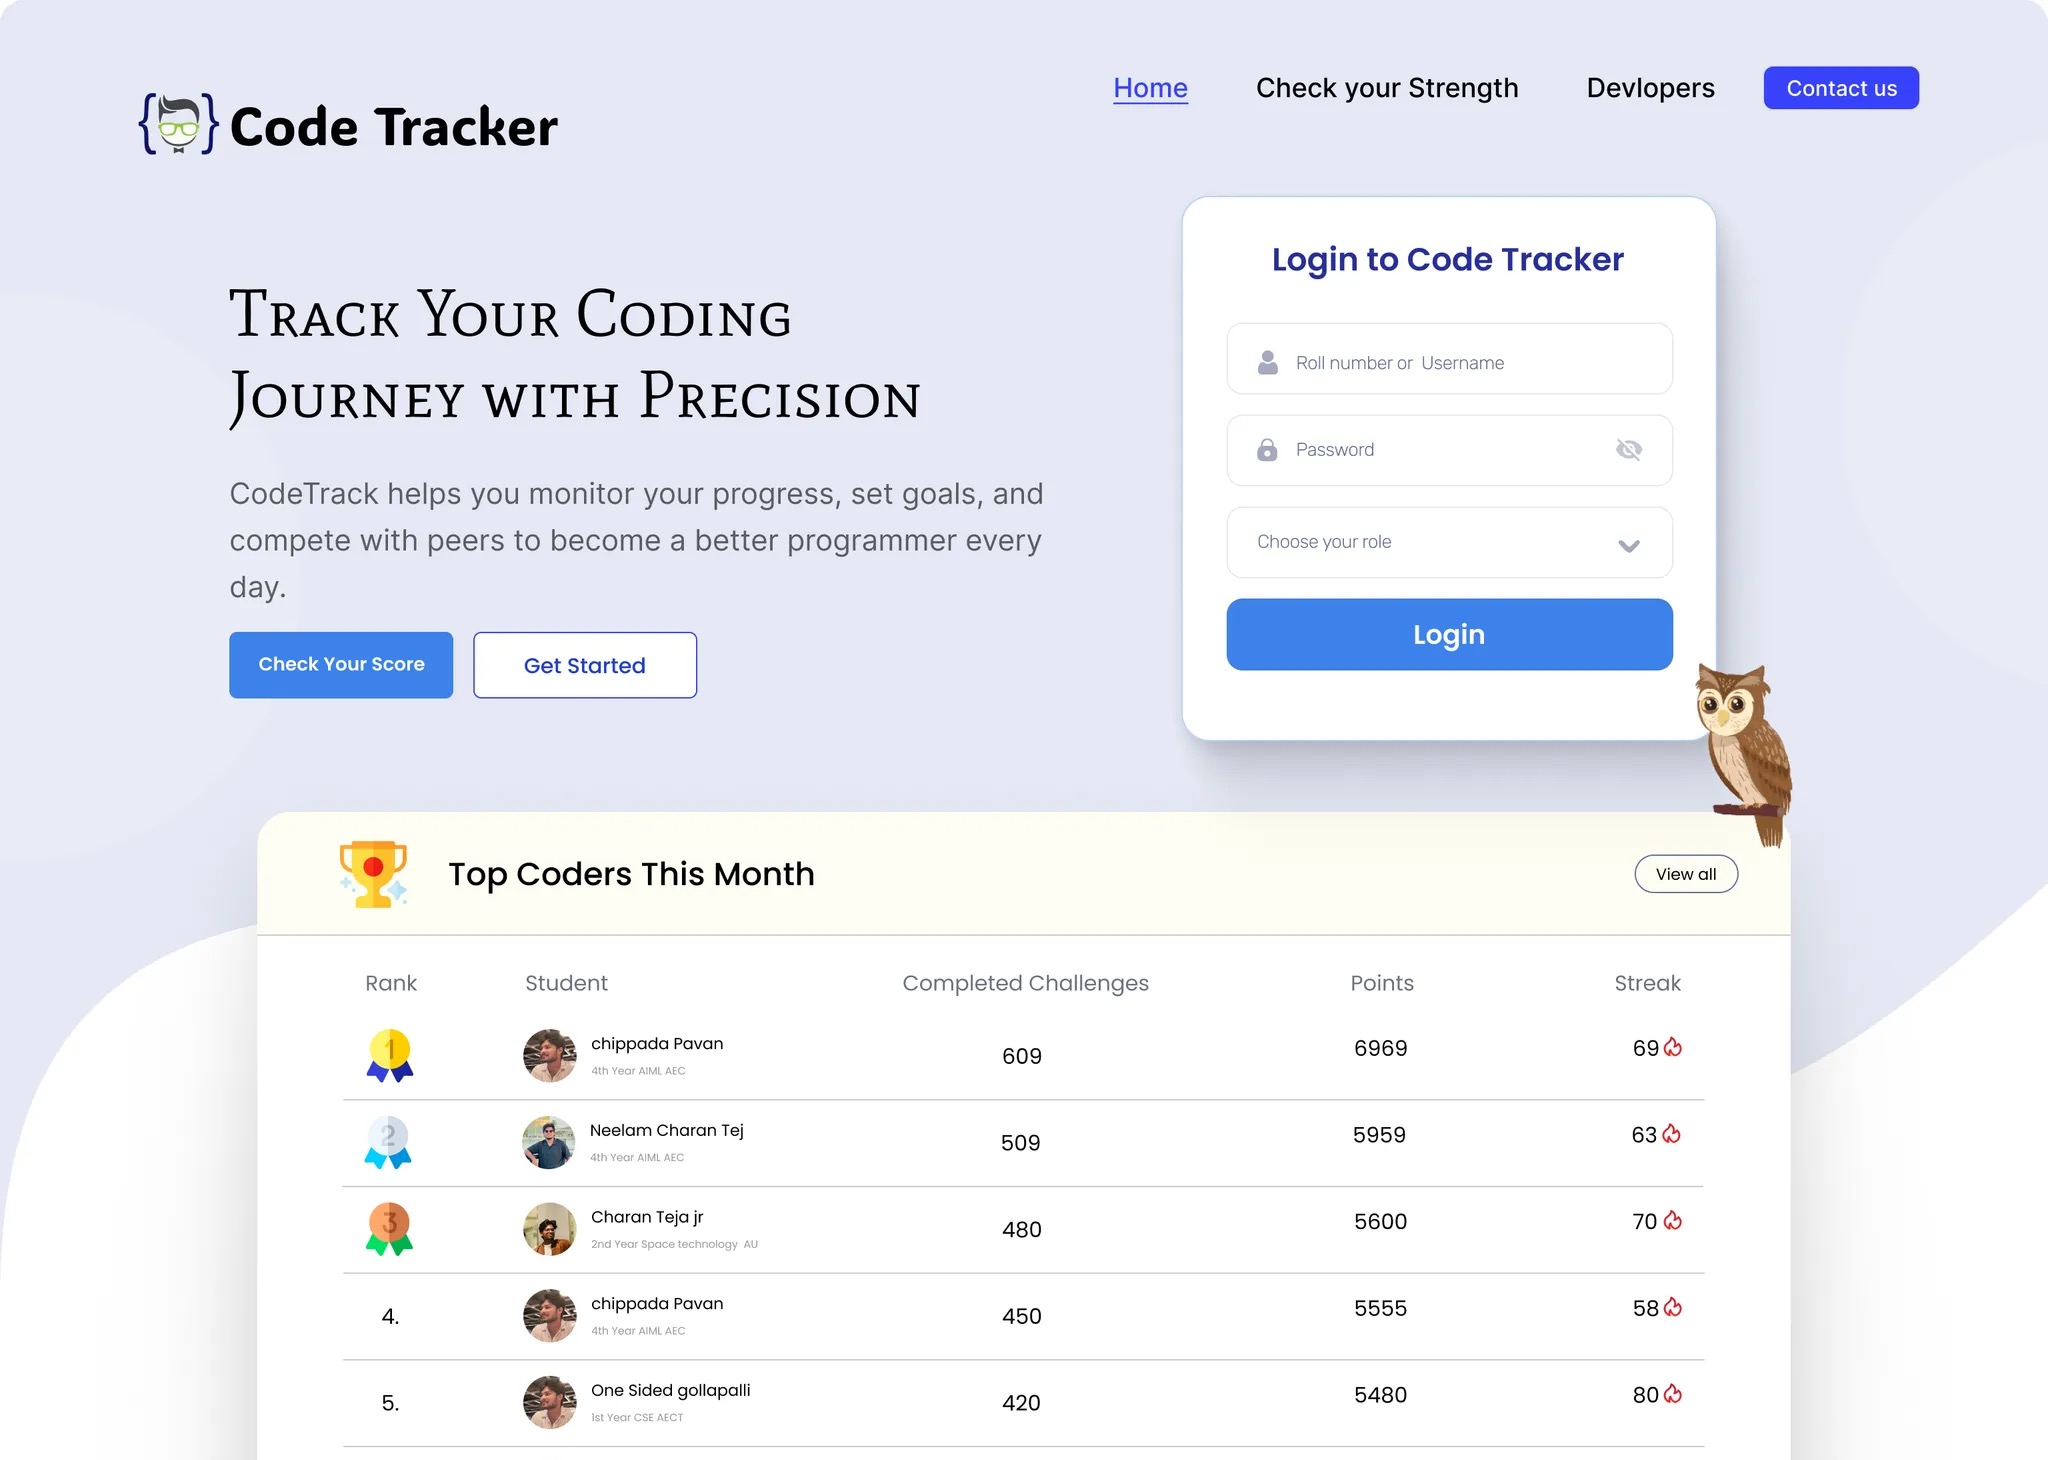 Code Tracker
Home Check your Strength Devlopers Contact us
Track Your Coding
Journey with Precision
CodeTrack helps you monitor your progress, set goals, and
compete with peers to become a better programmer every
day.
Check Your Score Get Started
Login to Code Tracker
Roll number or Username
Password
Choose your role
Login
Top Coders This Month View all
Rank Student Completed Challenges Points Streak
1 chippada Pavan 609 6969 69
4th Year AIML AEC
2 Neelam Charan Tej 509 5959 63
4th Year AIML AEC
3 Charan Teja jr 480 5600 70
2nd Year Space technology AU
4. chippada Pavan 450 5555 58
4th Year AIML AEC
5. One Sided gollapalli 420 5480 80
1st Year CSE AECT